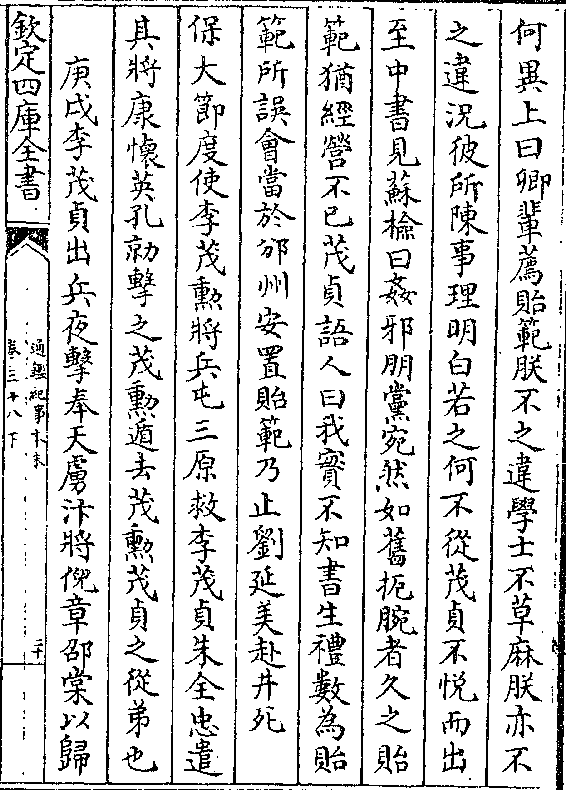 何異上曰卿輩薦貽範朕不之違學士不草麻朕亦不
之違況彼所陳事理明白若之何不從茂貞不悦而出
至中書見蘇檢曰姦邪朋黨宛然如舊扼腕者久之貽
範猶經營不已茂貞語人曰我實不知書生禮數為貽
範所誤會當於邠州安置貽範乃止劉延美赴井死
保大節度使李茂勲將兵屯三原救李茂貞朱全忠遣
其將康懷英孔勍擊之茂勲遁去茂勲茂貞之從弟也
庚戌李茂貞出兵夜擊奉天虜汴將倪章邵棠以歸
欽定四庫全書
通鑑紀事本末
卷三十八下
二十